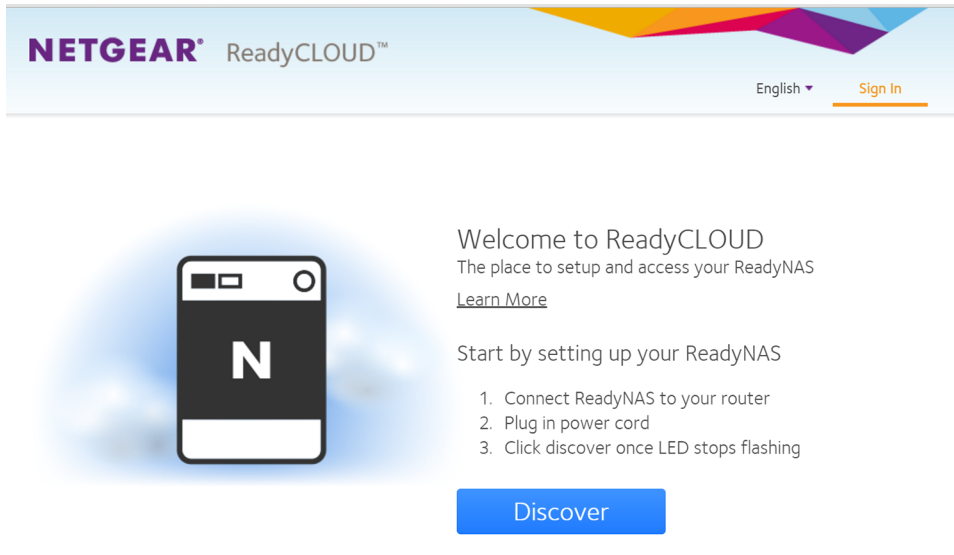 NETGEAR® ReadyCLOUD™
English Sign In
Welcome to ReadyCLOUD
The place to setup and access your ReadyNAS
Learn More
N
Start by setting up your ReadyNAS
1. Connect ReadyNAS to your router
2. Plug in power cord
3. Click discover once LED stops flashing
Discover